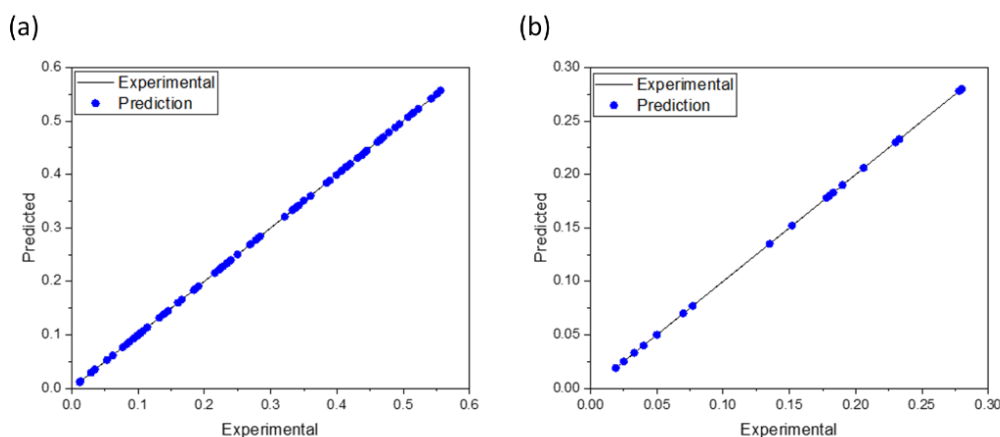 (a)
0.6
0.5
0.4
0.3
0.2
0.1
0.0
Predicted
Experimental
Prediction
0.0 0.1 0.2 0.3 0.4 0.5 0.6
Experimental
(b)
0.30
0.25
0.20
0.15
0.10
0.05
0.00
Predicted
Experimental
Prediction
0.00 0.05 0.10 0.15 0.20 0.25 0.30
Experimental